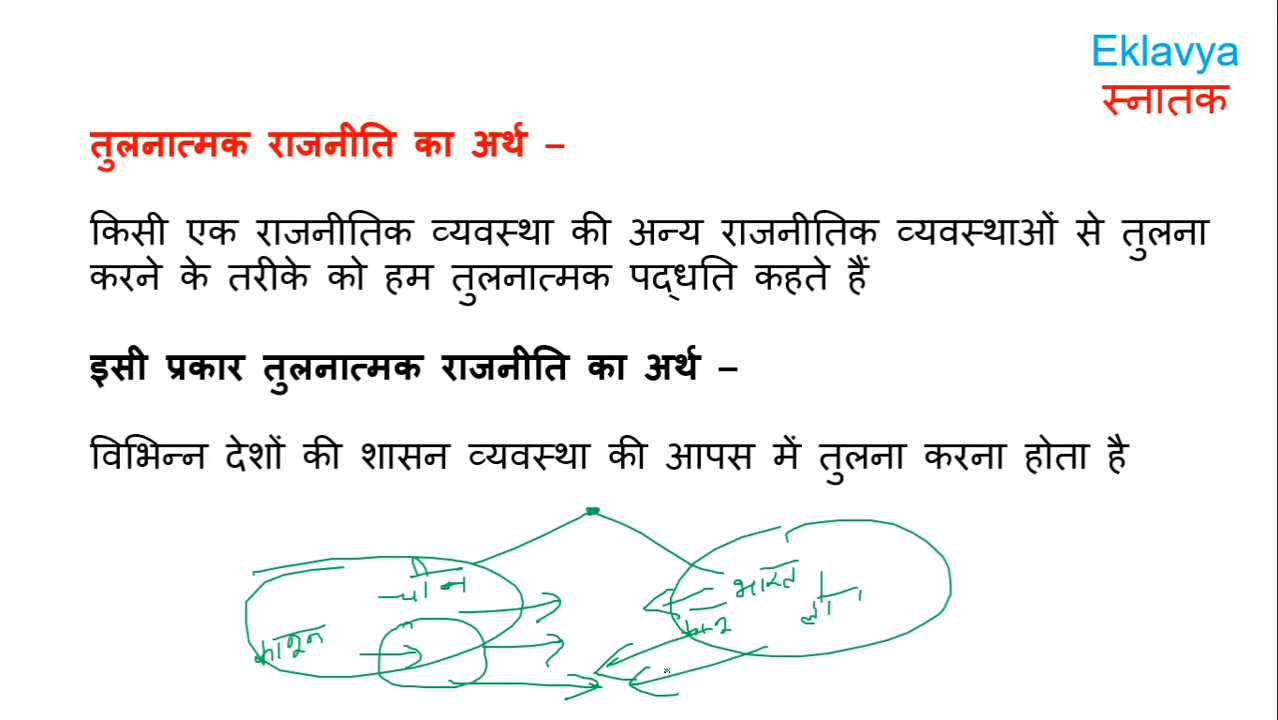 Eklavya
स्नातक
तुलनात्मक राजनीति का अर्थ –
किसी एक राजनीतिक व्यवस्था की अन्य राजनीतिक व्यवस्थाओं से तुलना
करने के तरीके को हम तुलनात्मक पद्धति कहते हैं
इसी प्रकार तुलनात्मक राजनीति का अर्थ –
विभिन्न देशों की शासन व्यवस्था की आपस में तुलना करना होता है
चीन
भारत
कानून